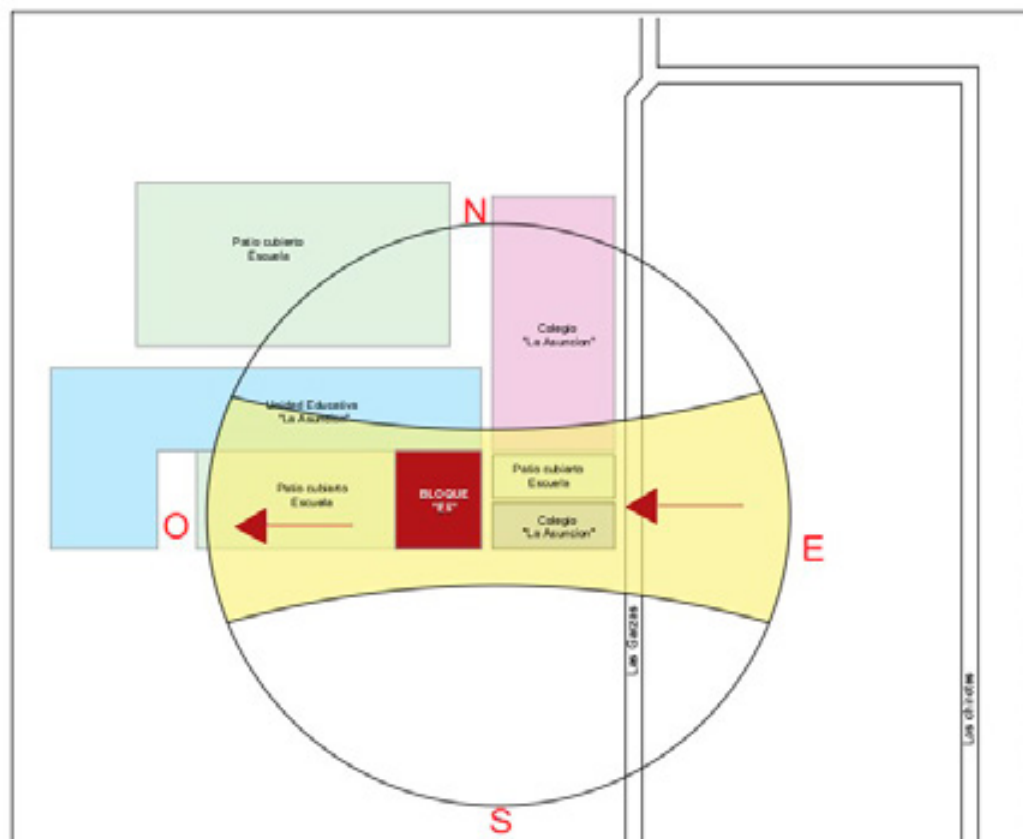 N
Patio cubierto
Escuela
Colegio
"La Asuncion"
Unidad Educativa
"La Asuncion"
Patio cubierto
Escuela
BLOQUE
Patio cubierto
Escuela
Colegio
"La Asuncion"
O
E
Las Garzas
Los
S